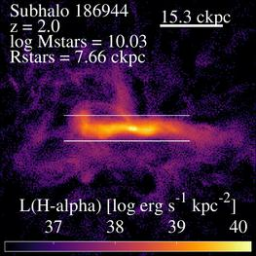 Subhalo 186944
z = 2.0
log Mstars = 10.03
Rstars = 7.66 ckpc
15.3 ckpc
L(H-alpha) [log erg s⁻¹ kpc⁻²]
37 38 39 40